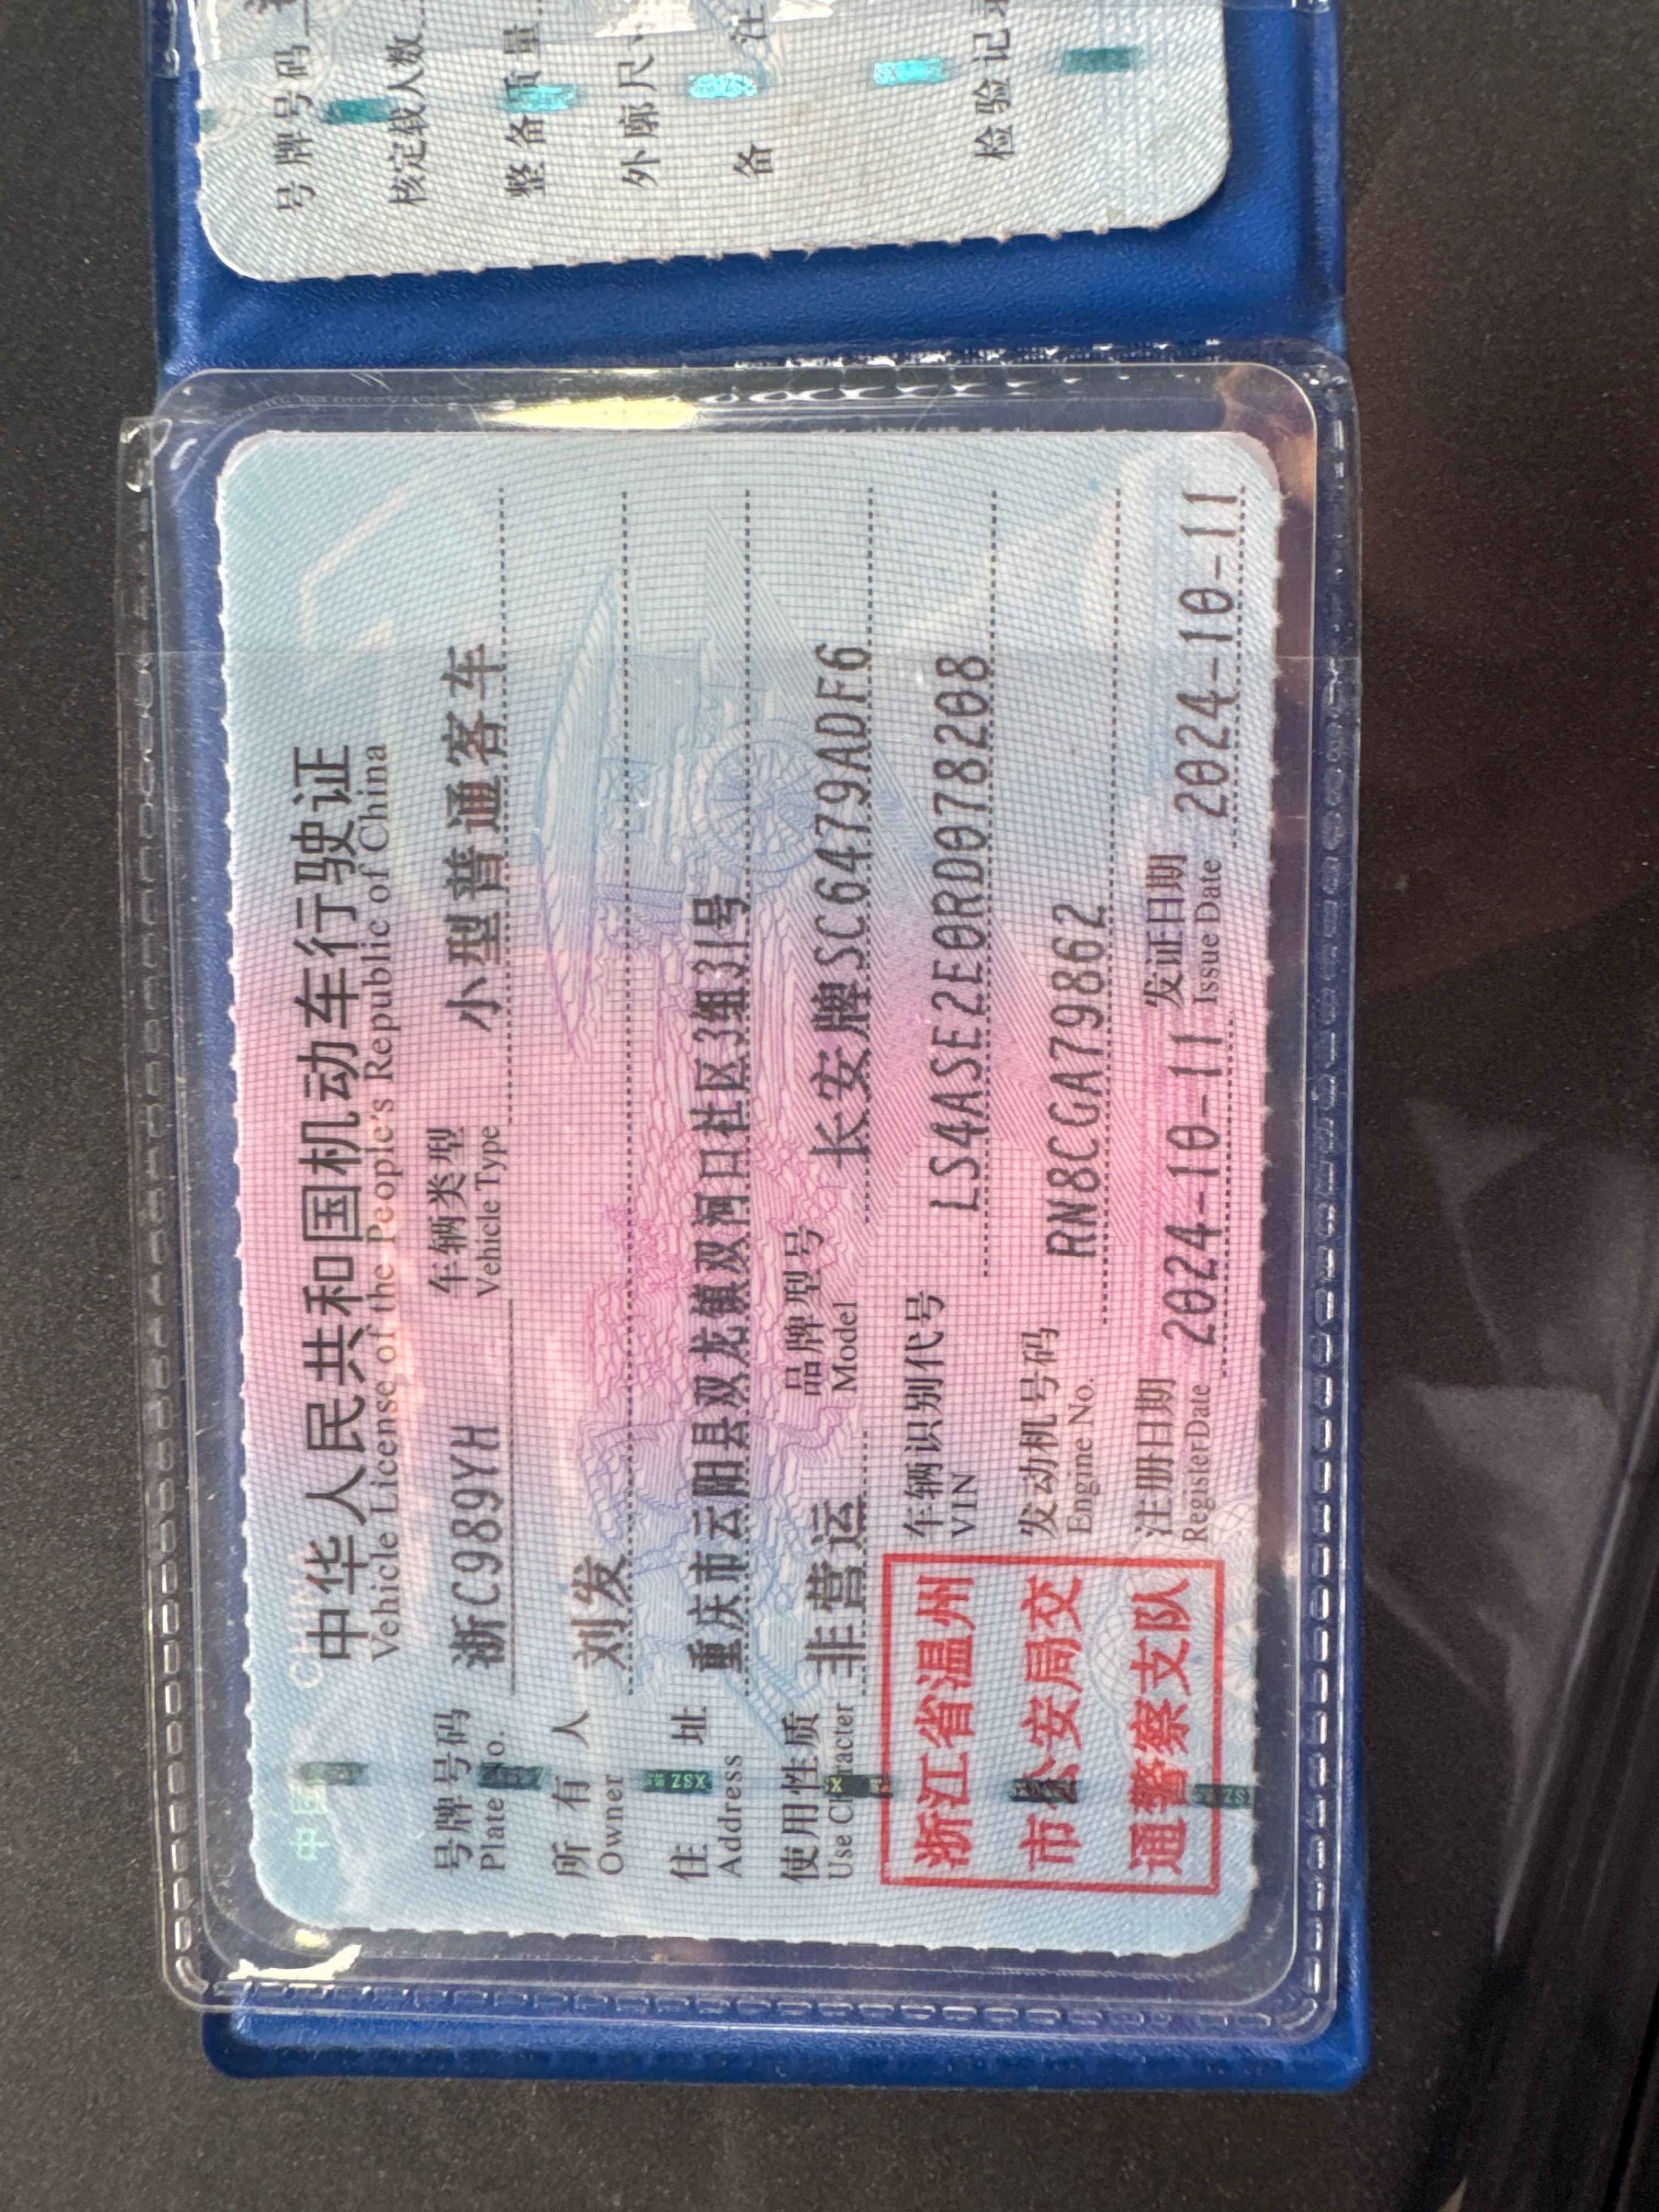 中国 CHINA
中华人民共和国机动车行驶证
Vehicle License of the People's Republic of China
号牌号码 浙C989YH 车辆类型 小型普通客车
Plate No. Vehicle Type
所有人 刘发
Owner
住址 重庆市云阳县双龙镇双河口社区3组31号
Address
使用性质 非营运 品牌型号 长安牌SC6479ADF6
Use Character Model
浙江省温州
市公安局交
通警察支队
车辆识别代号 LS4ASE2E0RD078208
VIN
发动机号码 RN8CGA79862
Engine No.
注册日期 2024-10-11 发证日期 2024-10-11
Register Date Issue Date
号牌号码
核定载人数
整备质量
外廓尺
备注
检验记录